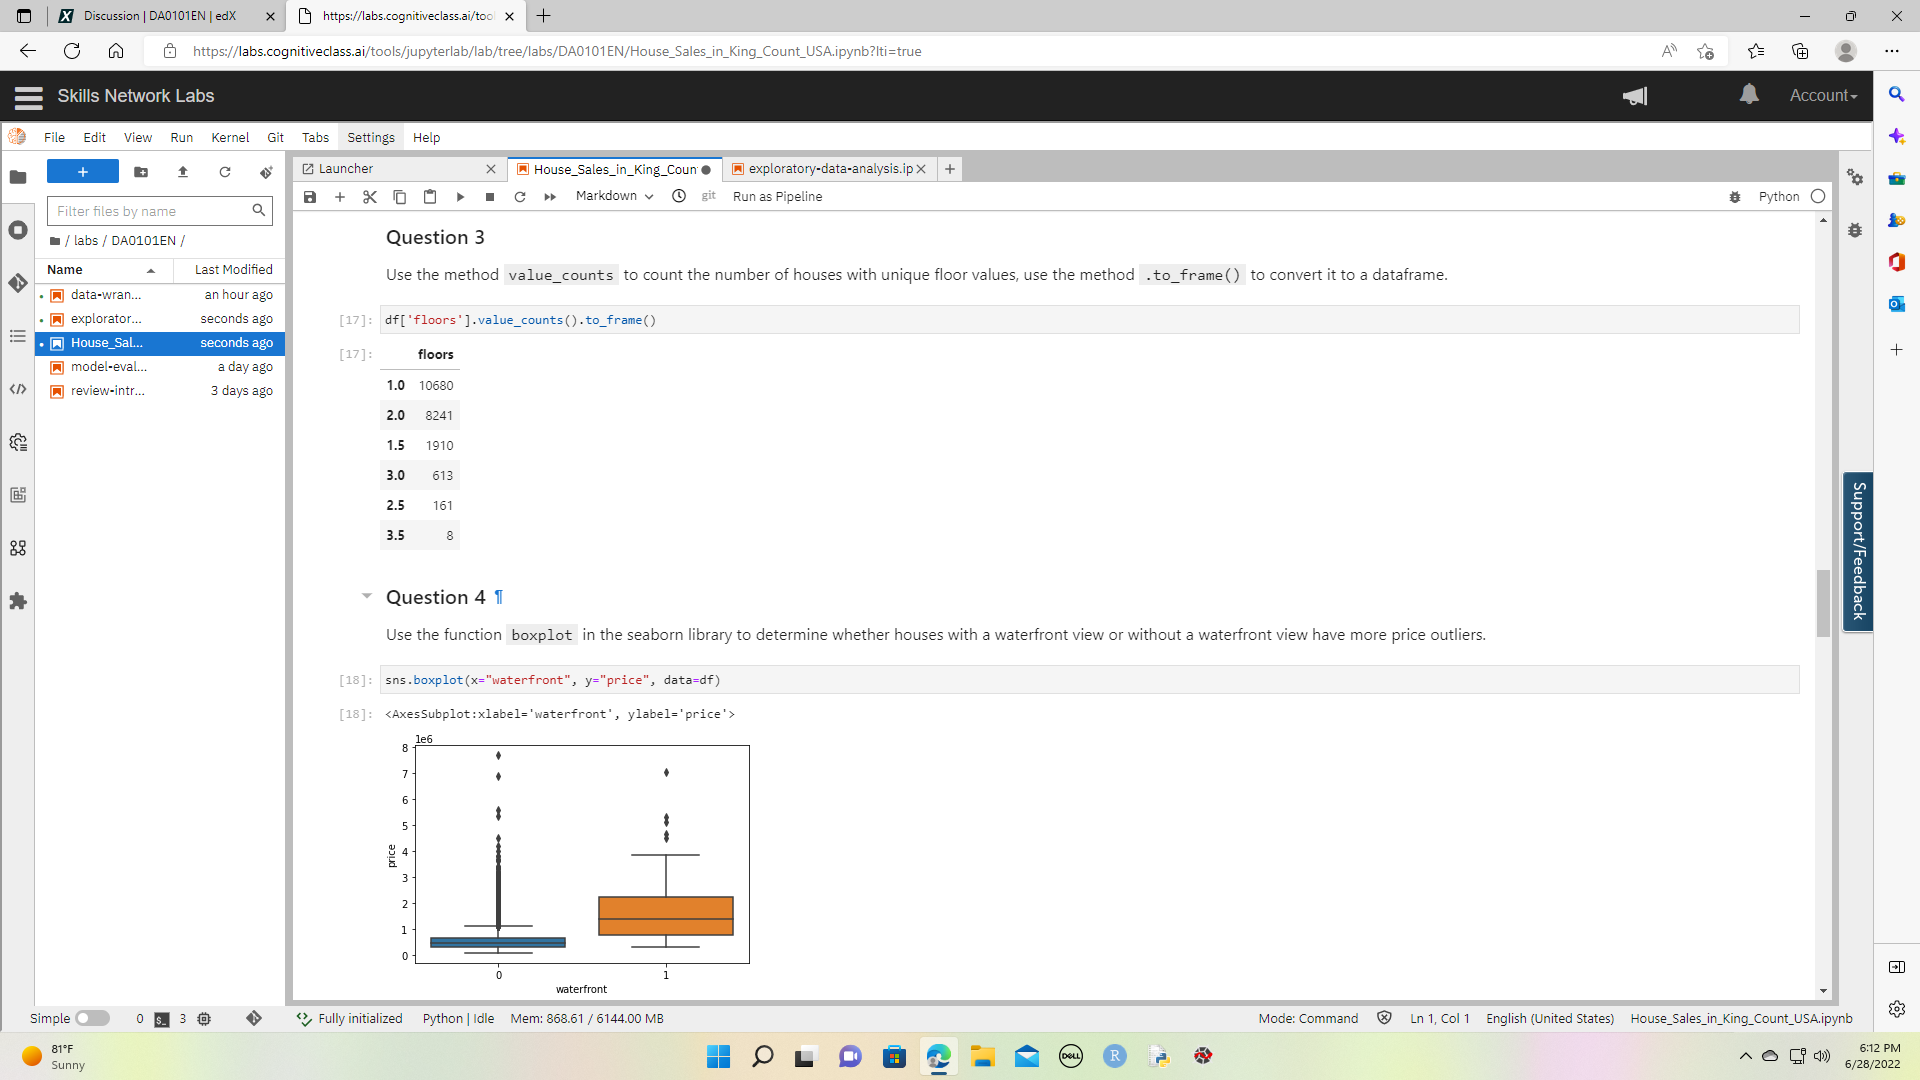 Discussion | DA0101EN | edX
https://labs.cognitiveclass.ai/too
https://labs.cognitiveclass.ai/tools/jupyterlab/lab/tree/labs/DA0101EN/House_Sales_in_King_Count_USA.ipynb?lti=true
Skills Network Labs
Account
File Edit View Run Kernel Git Tabs Settings Help
Launcher
House_Sales_in_King_Coun
exploratory-data-analysis.ip
Filter files by name
/ labs / DA0101EN /
Name Last Modified
data-wran... an hour ago
explorator... seconds ago
House_Sal... seconds ago
model-eval... a day ago
review-intr... 3 days ago
Markdown git Run as Pipeline Python
Question 3
Use the method value_counts to count the number of houses with unique floor values, use the method .to_frame() to convert it to a dataframe.
[17]: df['floors'].value_counts().to_frame()
[17]: floors
1.0 10680
2.0 8241
1.5 1910
3.0 613
2.5 161
3.5 8
Question 4 ¶
Use the function boxplot in the seaborn library to determine whether houses with a waterfront view or without a waterfront view have more price outliers.
[18]: sns.boxplot(x="waterfront", y="price", data=df)
[18]: <AxesSubplot:xlabel='waterfront', ylabel='price'>
1e6
8
7
6
5
4
3
2
1
0
price
0 1
waterfront
Support/Feedback
Simple 0 3 Fully initialized Python | Idle Mem: 868.61 / 6144.00 MB Mode: Command Ln 1, Col 1 English (United States) House_Sales_in_King_Count_USA.ipynb
81°F
Sunny
DELL
R
6:12 PM
6/28/2022